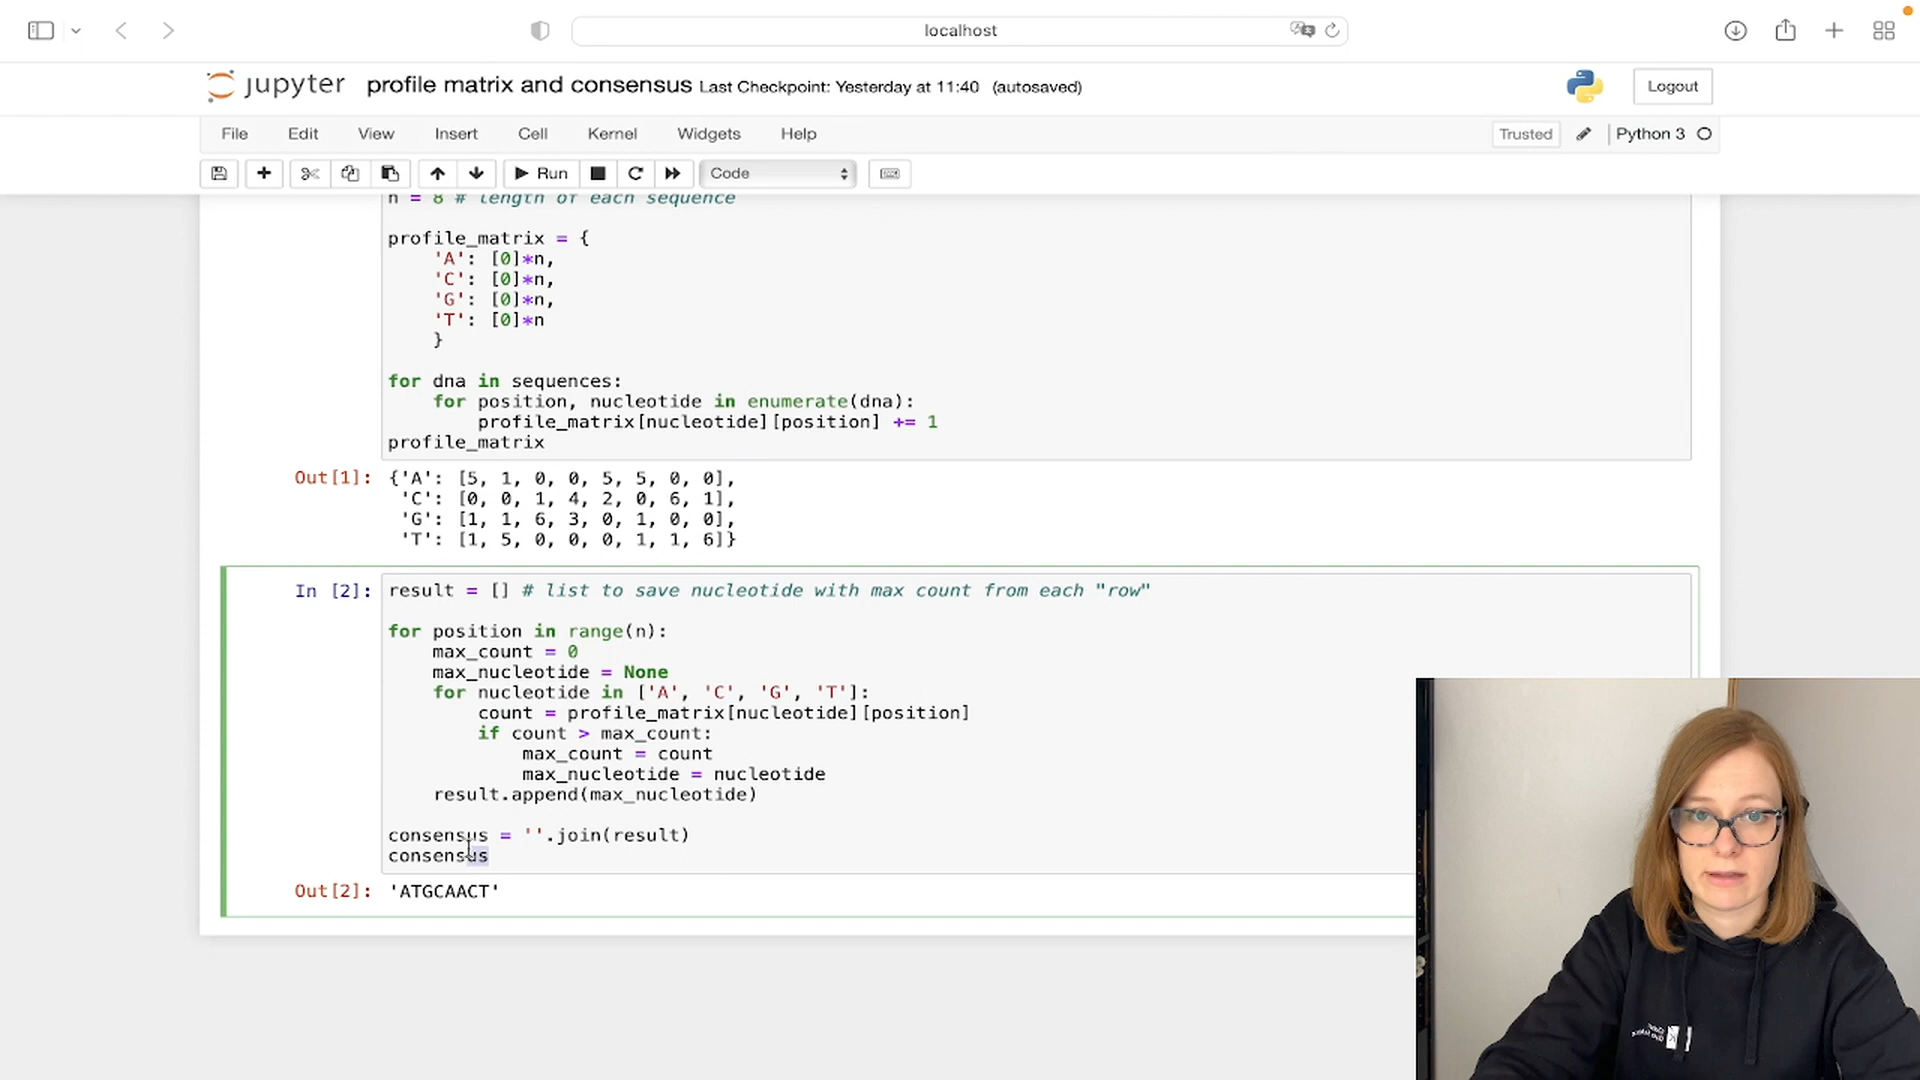 localhost
jupyter profile matrix and consensus Last Checkpoint: Yesterday at 11:40 (autosaved)
Logout
File Edit View Insert Cell Kernel Widgets Help
Trusted Python 3
Run Code
n = 8 # length of each sequence
profile_matrix = {
'A': [0]*n,
'C': [0]*n,
'G': [0]*n,
'T': [0]*n
}
for dna in sequences:
for position, nucleotide in enumerate(dna):
profile_matrix[nucleotide][position] += 1
profile_matrix
Out[1]: {'A': [5, 1, 0, 0, 5, 5, 0, 0],
'C': [0, 0, 1, 4, 2, 0, 6, 1],
'G': [1, 1, 6, 3, 0, 1, 0, 0],
'T': [1, 5, 0, 0, 0, 1, 1, 6]}
In [2]: result = [] # list to save nucleotide with max count from each "row"
for position in range(n):
max_count = 0
max_nucleotide = None
for nucleotide in ['A', 'C', 'G', 'T']:
count = profile_matrix[nucleotide][position]
if count > max_count:
max_count = count
max_nucleotide = nucleotide
result.append(max_nucleotide)
consensus = ''.join(result)
consensus
Out[2]: 'ATGCAACT'